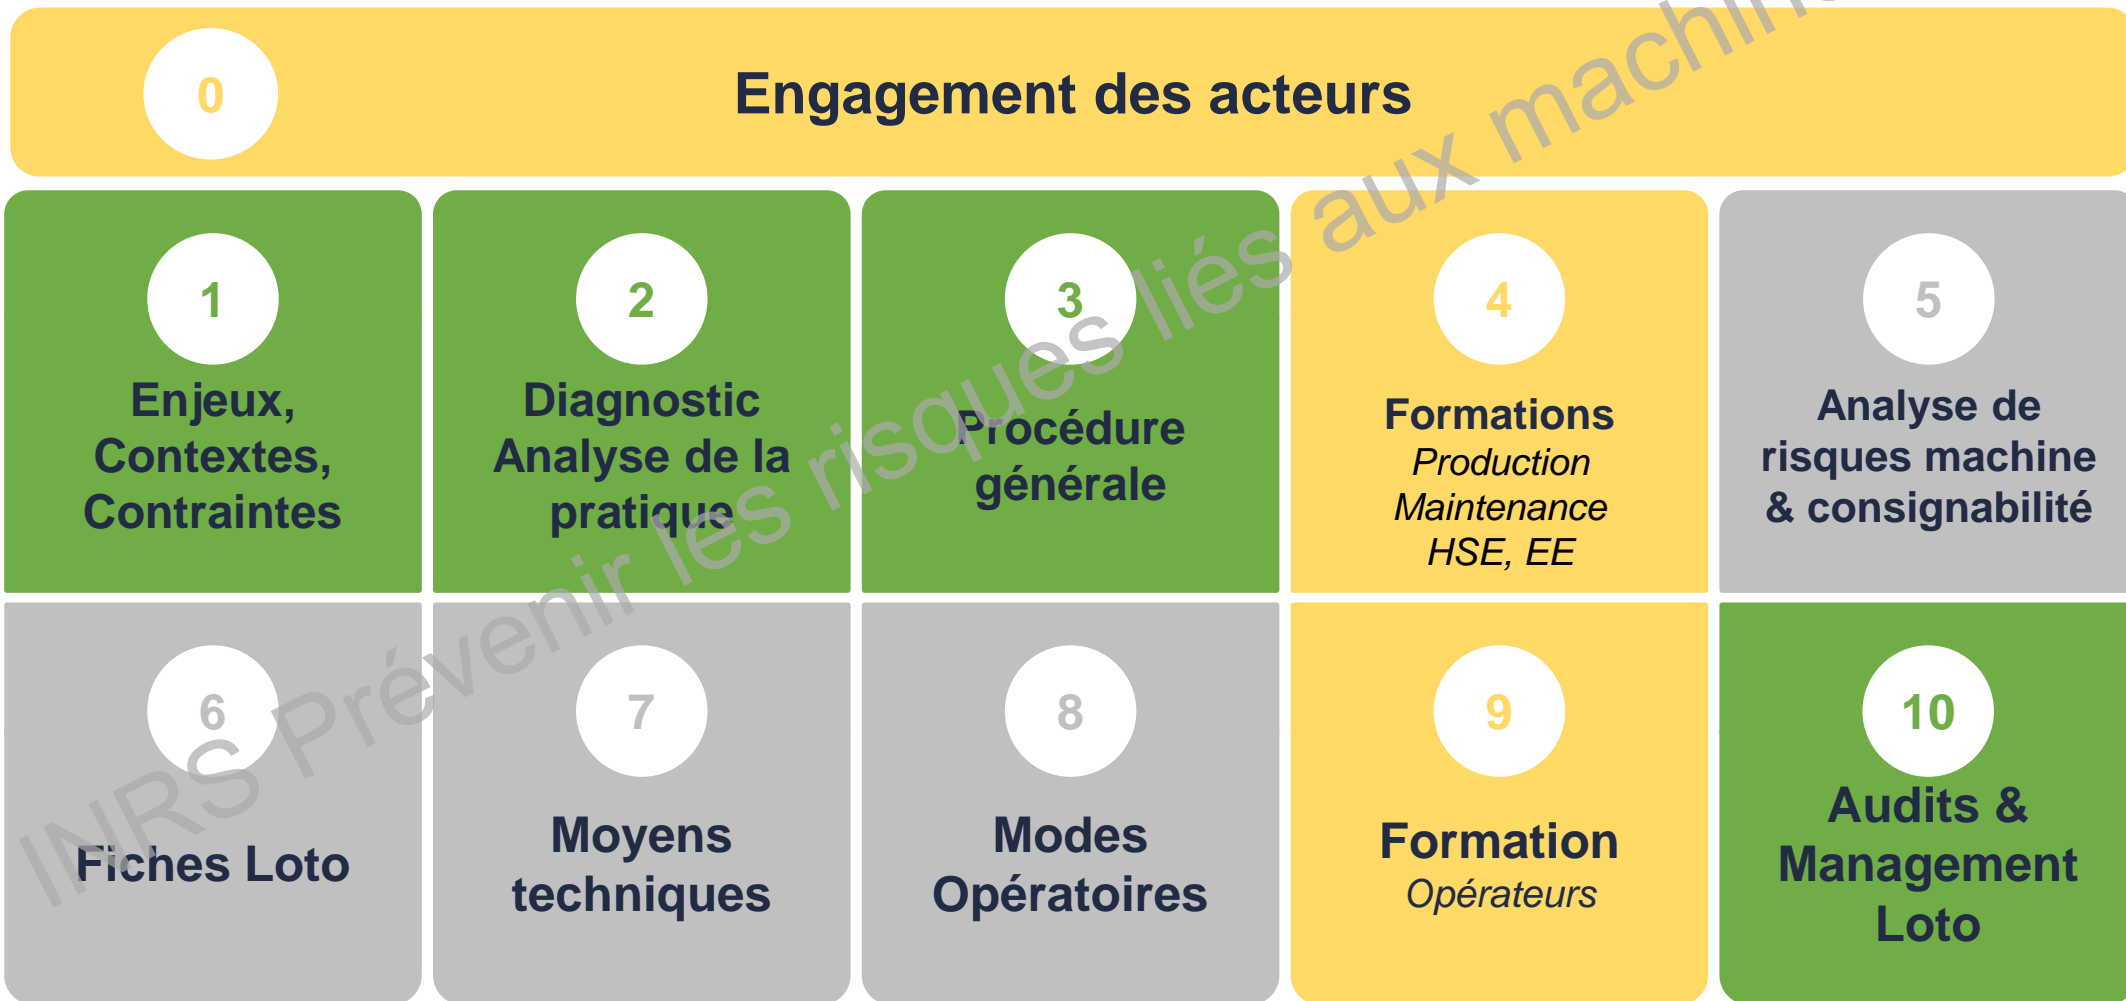 0
Engagement des acteurs
1
Enjeux,
Contextes,
Contraintes
2
Diagnostic
Analyse de la
pratique
3
Procédure
générale
4
Formations
Production
Maintenance
HSE, EE
5
Analyse de
risques machine
& consignabilité
6
Fiches Loto
7
Moyens
techniques
8
Modes
Opératoires
9
Formation
Opérateurs
10
Audits &
Management
Loto
INRS Prévenir les risques liés aux